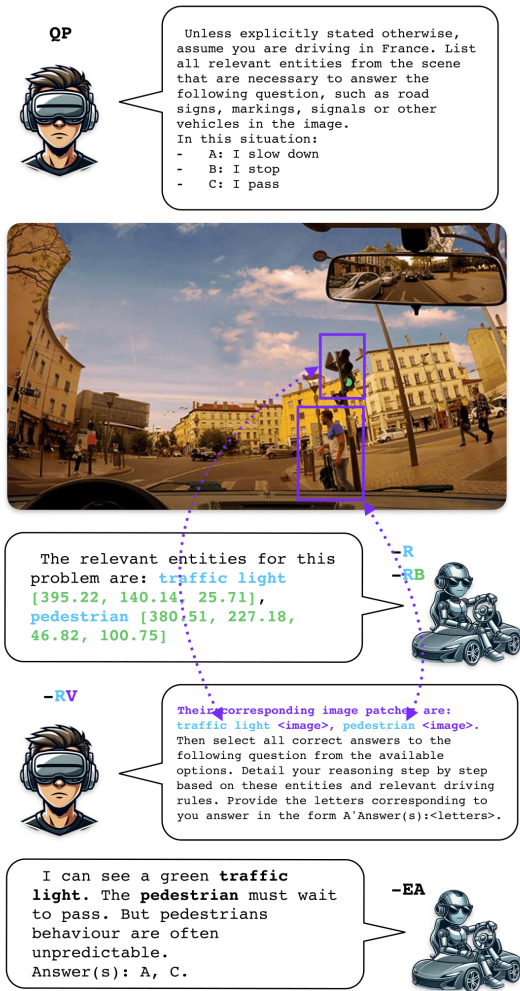 QP
Unless explicitly stated otherwise,
assume you are driving in France. List
all relevant entities from the scene
that are necessary to answer the
following question, such as road
signs, markings, signals or other
vehicles in the image.
In this situation:
- A: I slow down
- B: I stop
- C: I pass
The relevant entities for this
problem are: traffic light
[395.22, 140.14, 25.71],
pedestrian [380.51, 227.18,
46.82, 100.75]
-R
-RB
-RV
Their corresponding image patches are:
traffic light <image>, pedestrian <image>.
Then select all correct answers to the
following question from the available
options. Detail your reasoning step by step
based on these entities and relevant driving
rules. Provide the letters corresponding to
you answer in the form A'Answer(s):<letters>.
I can see a green traffic
light. The pedestrian must wait
to pass. But pedestrians
behaviour are often
unpredictable.
Answer(s): A, C.
-EA